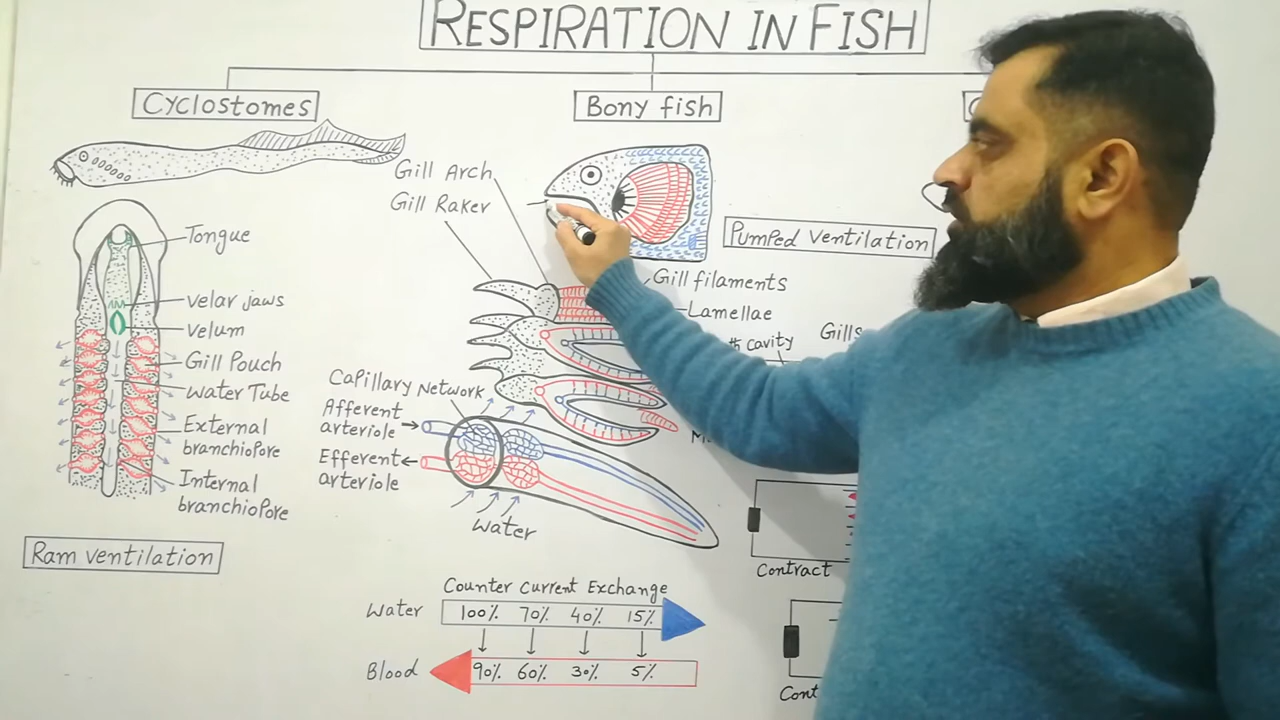 RESPIRATION IN FISH
Cyclostomes
Bony fish
Tongue
velar jaws
velum
Gill Pouch
Water Tube
External
branchiopore
Internal
branchiopore
Ram ventilation
Gill Arch
Gill Raker
Pumped ventilation
Gill filaments
Lamellae
cavity
Gills
Capillary Network
Afferent
arteriole
Efferent
arteriole
Water
Counter Current Exchange
Water 100% 70% 40% 15%
Blood 90% 60% 30% 5%
Contract
Cont